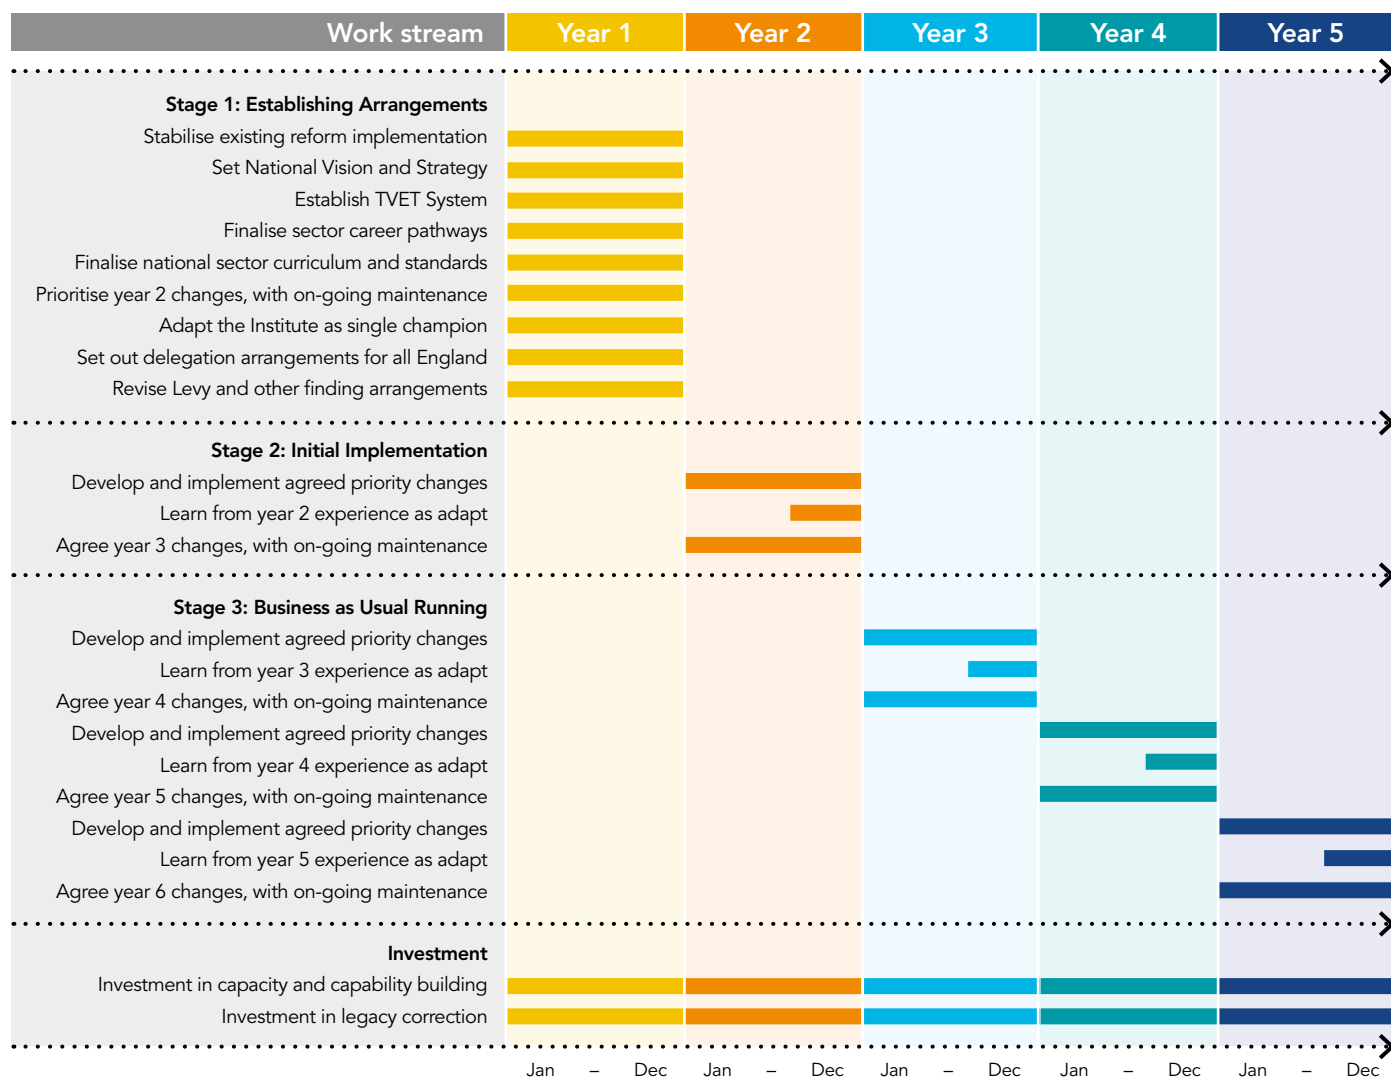 Work stream Year 1 Year 2 Year 3 Year 4 Year 5
Stage 1: Establishing Arrangements
Stabilise existing reform implementation
Set National Vision and Strategy
Establish TVET System
Finalise sector career pathways
Finalise national sector curriculum and standards
Prioritise year 2 changes, with on-going maintenance
Adapt the Institute as single champion
Set out delegation arrangements for all England
Revise Levy and other finding arrangements
Stage 2: Initial Implementation
Develop and implement agreed priority changes
Learn from year 2 experience as adapt
Agree year 3 changes, with on-going maintenance
Stage 3: Business as Usual Running
Develop and implement agreed priority changes
Learn from year 3 experience as adapt
Agree year 4 changes, with on-going maintenance
Develop and implement agreed priority changes
Learn from year 4 experience as adapt
Agree year 5 changes, with on-going maintenance
Develop and implement agreed priority changes
Learn from year 5 experience as adapt
Agree year 6 changes, with on-going maintenance
Investment
Investment in capacity and capability building
Investment in legacy correction
Jan – Dec Jan – Dec Jan – Dec Jan – Dec Jan – Dec